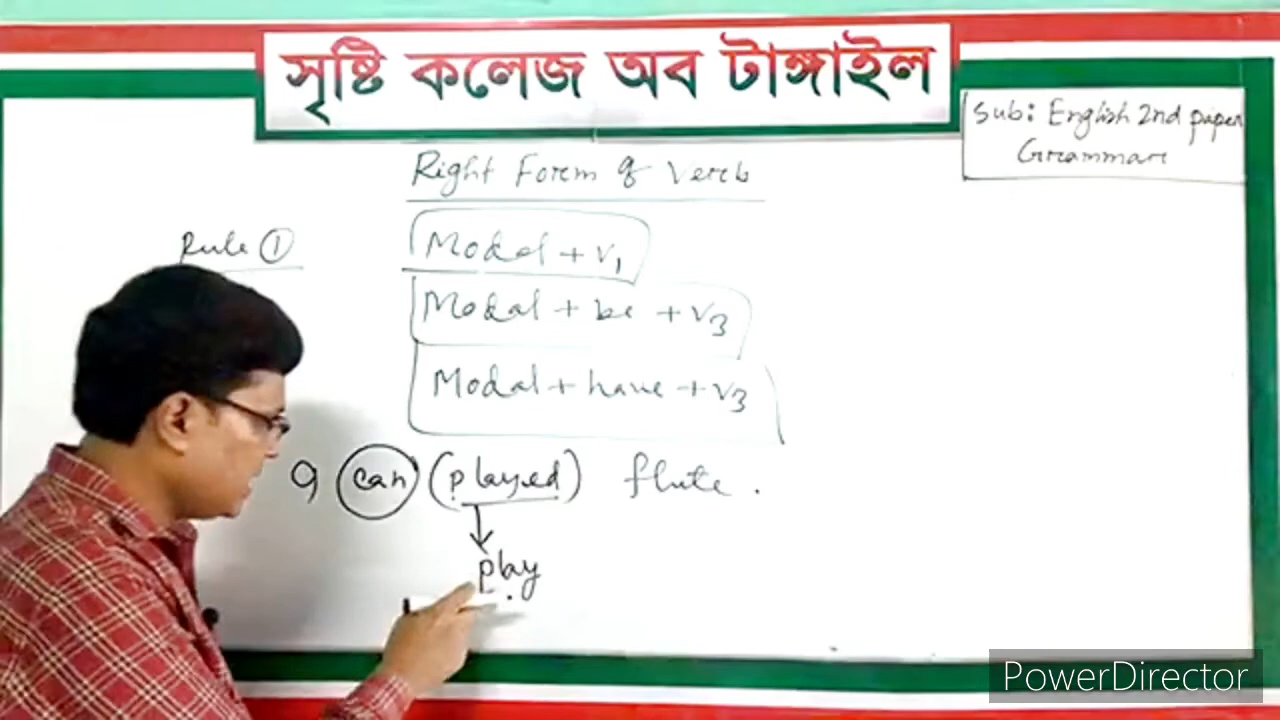 সৃষ্টি কলেজ অব টাঙ্গাইল
Sub: English 2nd paper
Grammar
Right Form of Verb
Rule ①
Modal + V1
Modal + be + V3
Modal + have + V3
I can (played) flute.
play
PowerDirector